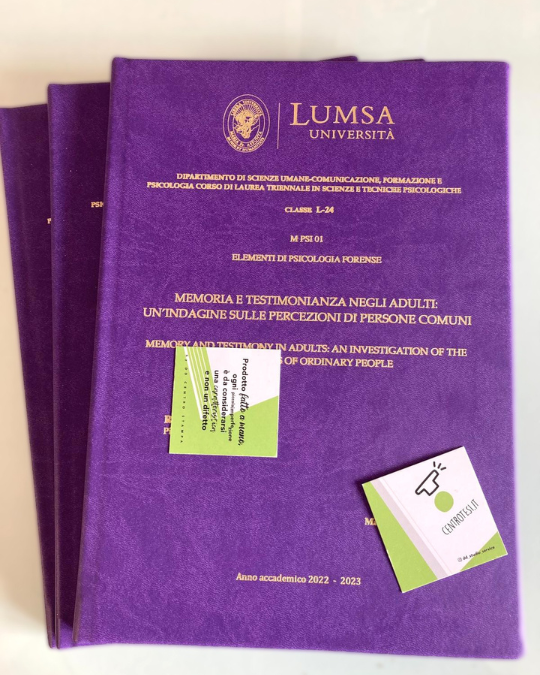 LUMSA
UNIVERSITÀ
DIPARTIMENTO DI SCIENZE UMANE-COMUNICAZIONE, FORMAZIONE E
PSICOLOGIA CORSO DI LAUREA TRIENNALE IN SCIENZE E TECNICHE PSICOLOGICHE
CLASSE L-24
M PSI 01
ELEMENTI DI PSICOLOGIA FORENSE
MEMORIA E TESTIMONIANZA NEGLI ADULTI:
UN'INDAGINE SULLE PERCEZIONI DI PERSONE COMUNI
MEMORY AND TESTIMONY IN ADULTS: AN INVESTIGATION OF THE
OF ORDINARY PEOPLE
Prodotto fatto a mano,
ogni
è da considerarsi
una
e non un difetto
CENTROTESI.IT
Anno accademico 2022 - 2023